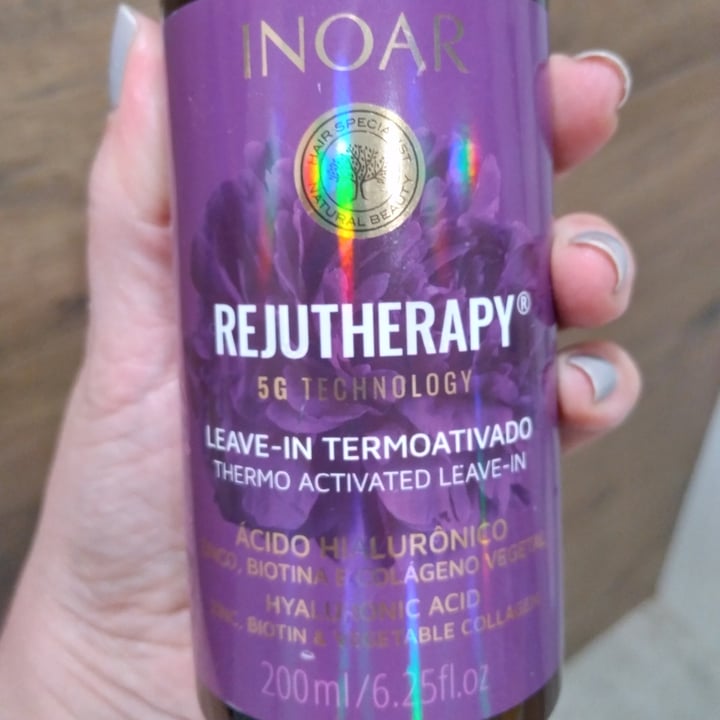 INOAR
HAIR SPECIALIST
NATURAL BEAUTY
REJUTHERAPY®
5G TECHNOLOGY
LEAVE-IN TERMOATIVADO
THERMO ACTIVATED LEAVE-IN
ÁCIDO HIALURÔNICO
ZINCO, BIOTINA E COLÁGENO VEGETAL
HYALURONIC ACID
ZINC, BIOTIN & VEGETABLE COLLAGEN
200ml/6.25fl.oz